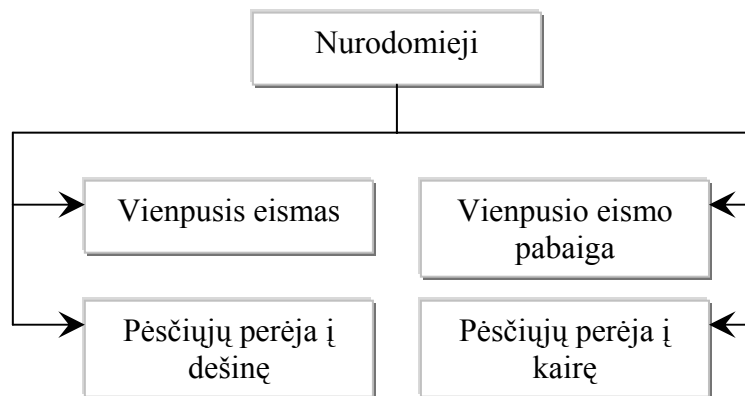 Nurodomieji
Vienpusis eismas
Vienpusio eismo
pabaiga
Pėsčiųjų perėja į
dešinę
Pėsčiųjų perėja į
kairę